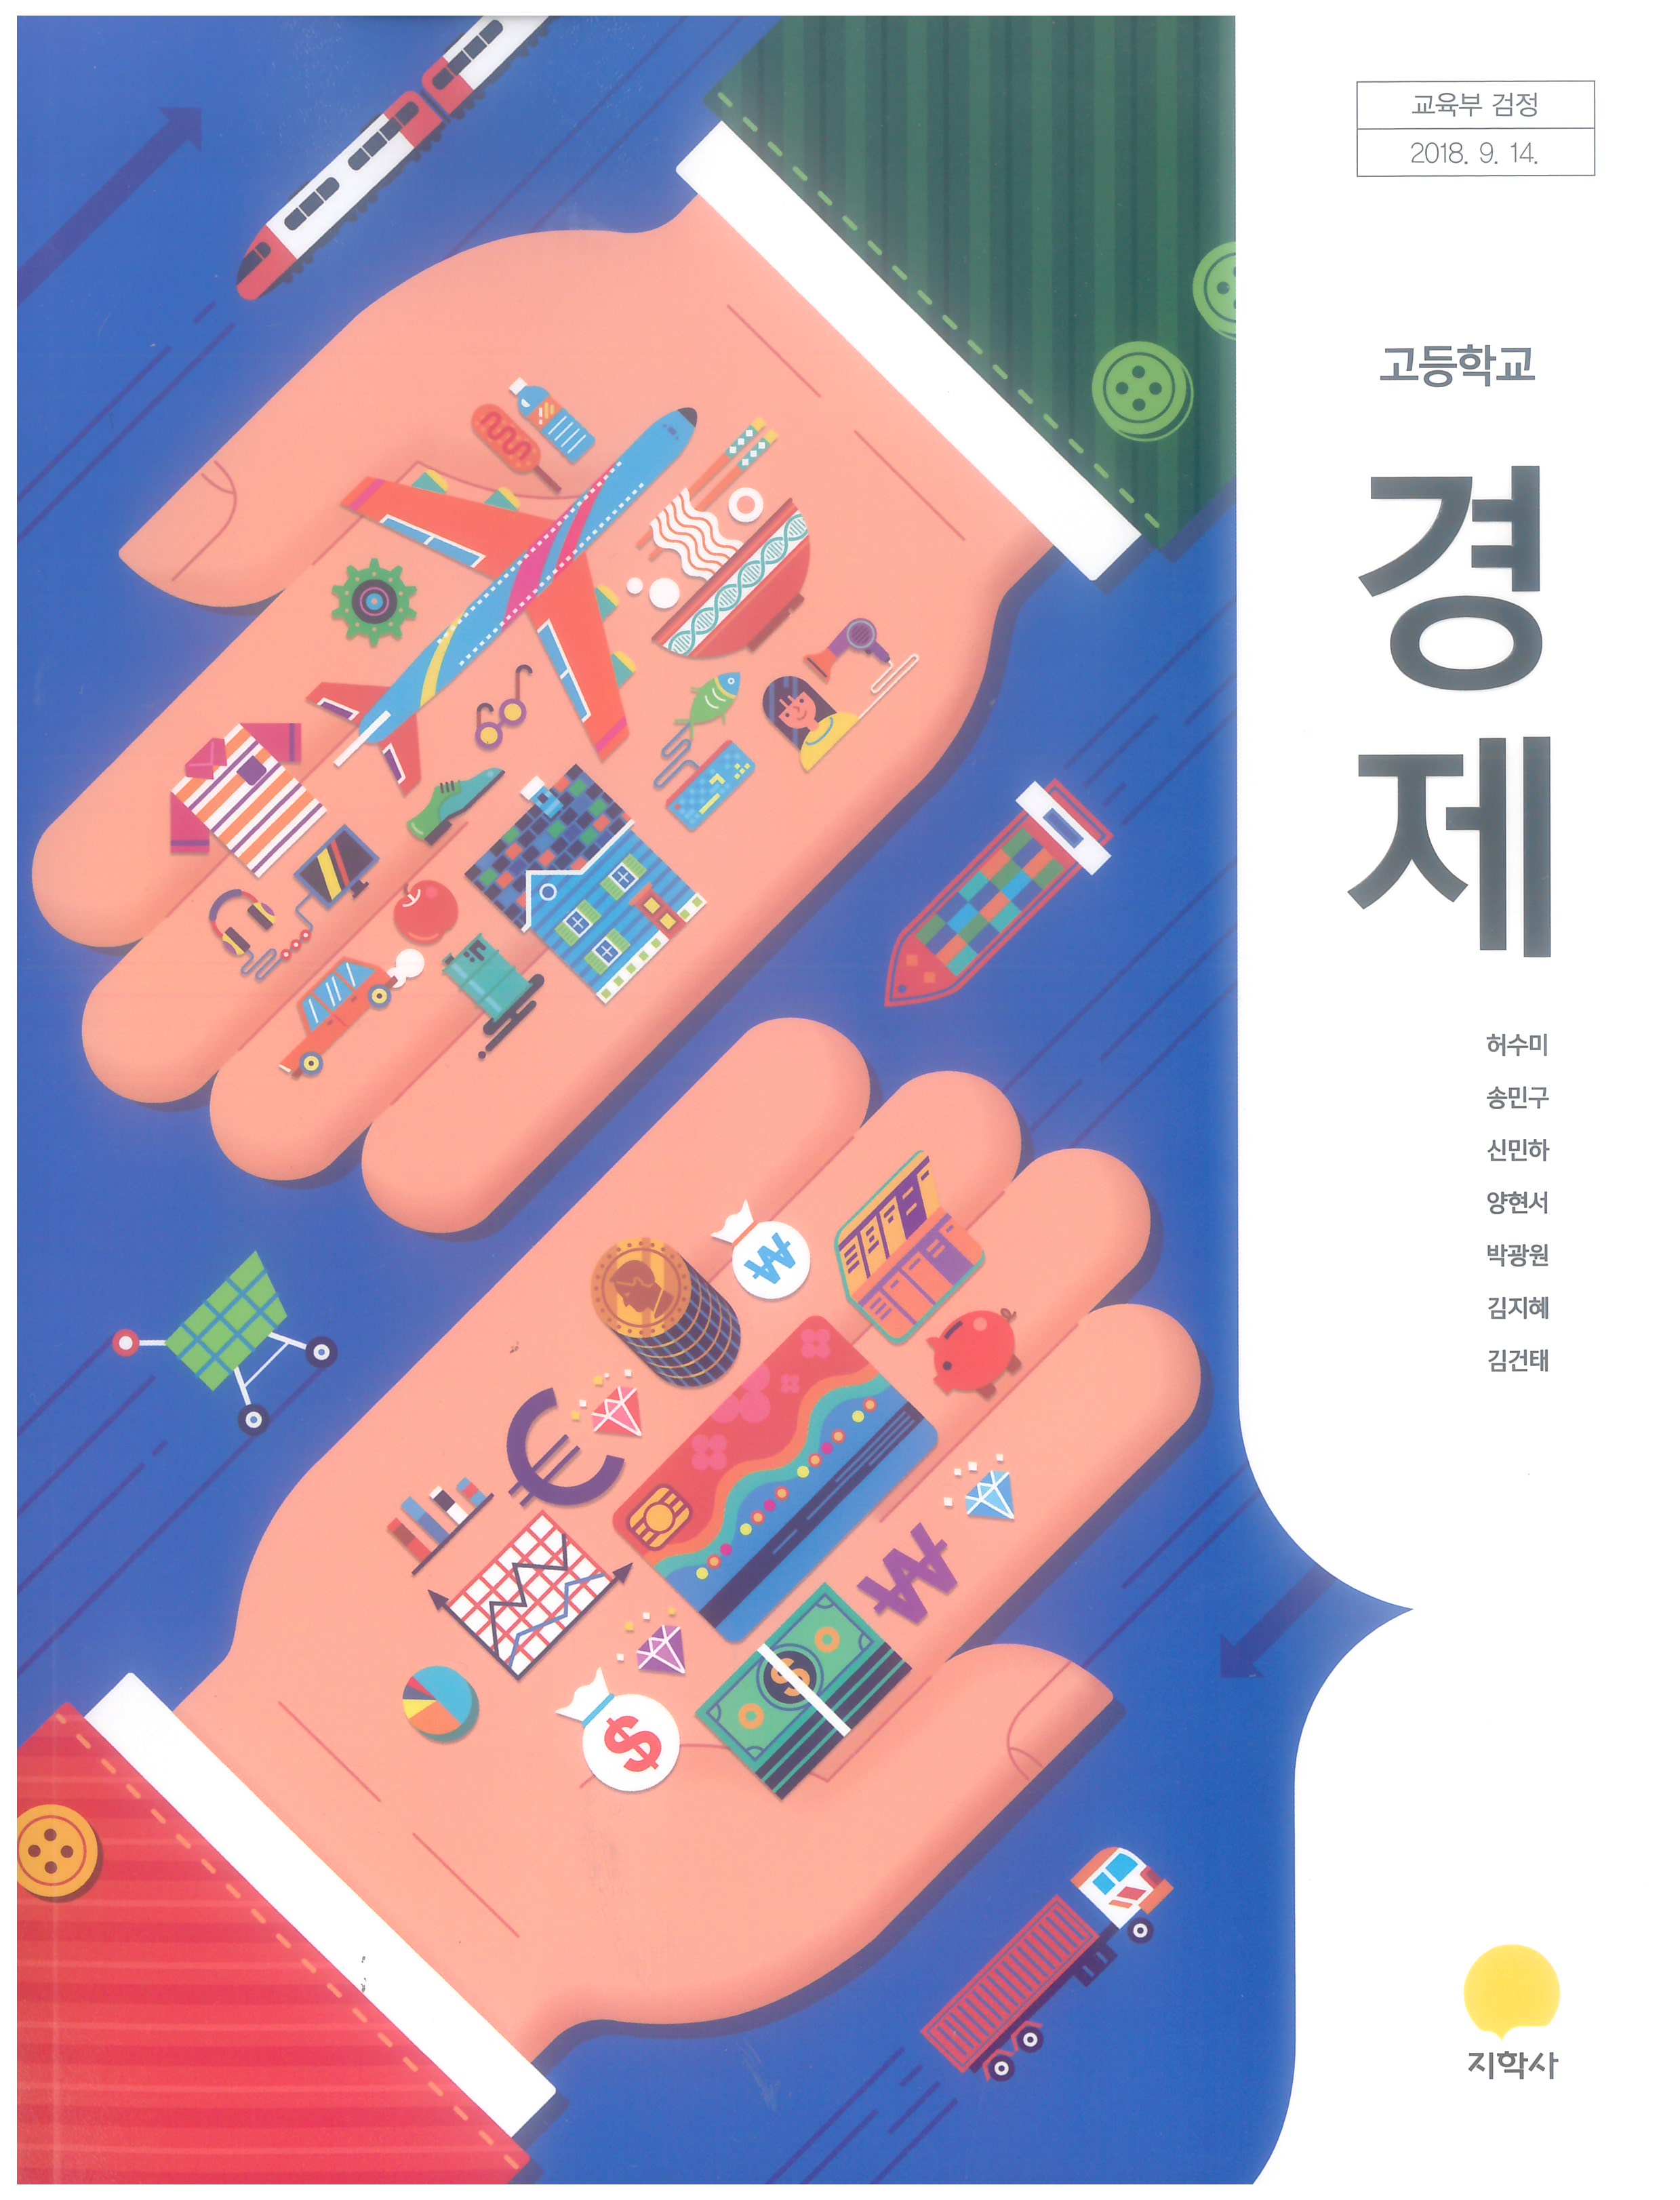 교육부 검정
2018. 9. 14.
고등학교
경
제
허수미
송민구
신민하
양현서
박광원
김지혜
김건태
₩
€
₩
$
$
지학사